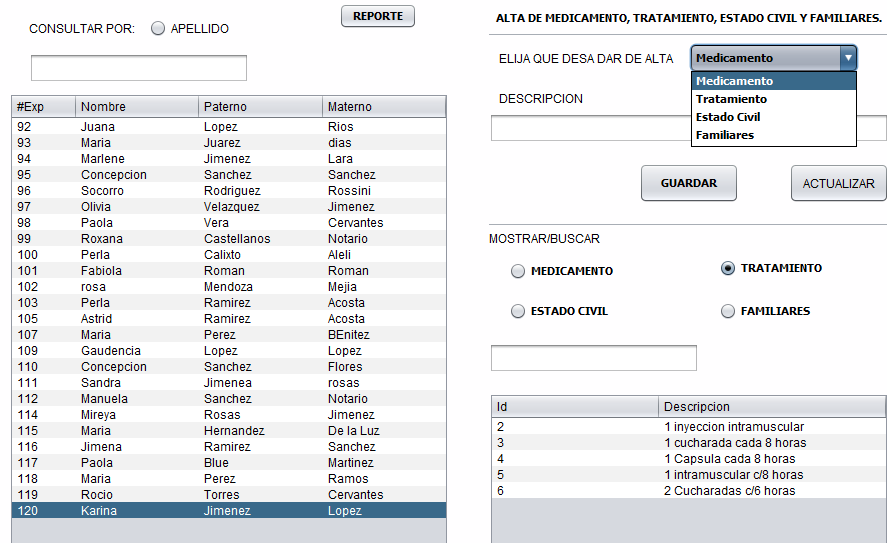 CONSULTAR POR: APELLIDO
REPORTE
#Exp Nombre Paterno Materno
92 Juana Lopez Rios
93 Maria Juarez dias
94 Marlene Jimenez Lara
95 Concepcion Sanchez Sanchez
96 Socorro Rodriguez Rossini
97 Olivia Velazquez Jimenez
98 Paola Vera Cervantes
99 Roxana Castellanos Notario
100 Perla Calixto Aleli
101 Fabiola Roman Roman
102 rosa Mendoza Mejia
103 Perla Ramirez Acosta
105 Astrid Ramirez Acosta
107 Maria Perez BEnitez
109 Gaudencia Lopez Lopez
110 Concepcion Sanchez Flores
111 Sandra Jimenea rosas
112 Manuela Sanchez Notario
114 Mireya Rosas Jimenez
115 Maria Hernandez De la Luz
116 Jimena Ramirez Sanchez
117 Paola Blue Martinez
118 Maria Perez Ramos
119 Rocio Torres Cervantes
120 Karina Jimenez Lopez
ALTA DE MEDICAMENTO, TRATAMIENTO, ESTADO CIVIL Y FAMILIARES.
ELIJA QUE DESA DAR DE ALTA Medicamento
Medicamento
Tratamiento
Estado Civil
Familiares
DESCRIPCION
GUARDAR ACTUALIZAR
MOSTRAR/BUSCAR
MEDICAMENTO TRATAMIENTO
ESTADO CIVIL FAMILIARES
Id Descripcion
2 1 inyeccion intramuscular
3 1 cucharada cada 8 horas
4 1 Capsula cada 8 horas
5 1 intramuscular c/8 horas
6 2 Cucharadas c/6 horas